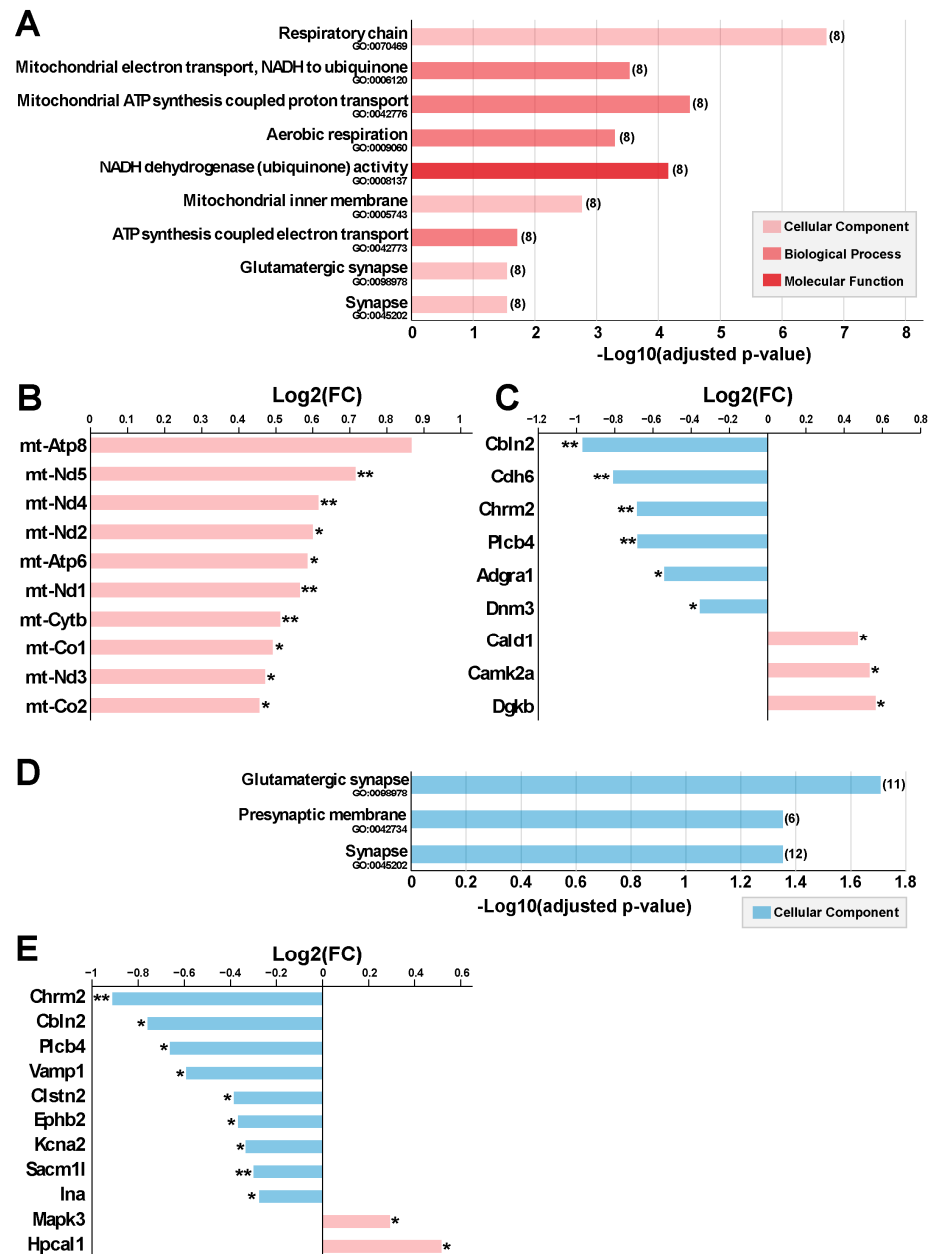 A
Respiratory chain
GO:0070469
(8)
Mitochondrial electron transport, NADH to ubiquinone
GO:0006120
(8)
Mitochondrial ATP synthesis coupled proton transport
GO:0042776
(8)
Aerobic respiration
GO:0009060
(8)
NADH dehydrogenase (ubiquinone) activity
GO:0008137
(8)
Mitochondrial inner membrane
GO:0005743
(8)
ATP synthesis coupled electron transport
GO:0042773
(8)
Glutamatergic synapse
GO:0098978
(8)
Synapse
GO:0045202
(8)
Cellular Component
Biological Process
Molecular Function
0 1 2 3 4 5 6 7 8
-Log10(adjusted p-value)
B
Log2(FC)
0 0.1 0.2 0.3 0.4 0.5 0.6 0.7 0.8 0.9 1
mt-Atp8
mt-Nd5 **
mt-Nd4 **
mt-Nd2 *
mt-Atp6 *
mt-Nd1 **
mt-Cytb **
mt-Co1 *
mt-Nd3 *
mt-Co2 *
C
Log2(FC)
-1.2 -1 -0.8 -0.6 -0.4 -0.2 0 0.2 0.4 0.6 0.8
Cbln2 **
Cdh6 **
Chrm2 **
Plcb4 **
Adgra1 *
Dnm3 *
Cald1 *
Camk2a *
Dgkb *
D
Glutamatergic synapse
GO:0098978
(11)
Presynaptic membrane
GO:0042734
(6)
Synapse
GO:0045202
(12)
0 0.2 0.4 0.6 0.8 1 1.2 1.4 1.6 1.8
-Log10(adjusted p-value)
Cellular Component
E
Log2(FC)
−1 −0.8 −0.6 −0.4 −0.2 0 0.2 0.4 0.6
Chrm2 **
Cbln2 *
Plcb4 *
Vamp1 *
Clstn2 *
Ephb2 *
Kcna2 *
Sacm1l **
Ina *
Mapk3 *
Hpcal1 *